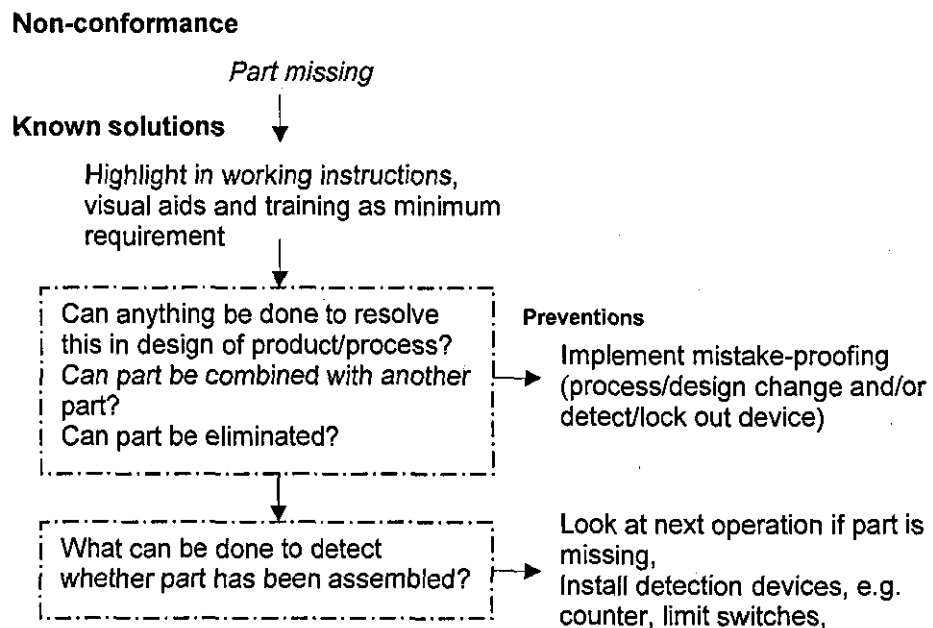 Non-conformance
Part missing
Known solutions
Highlight in working instructions,
visual aids and training as minimum
requirement
Can anything be done to resolve
this in design of product/process?
Can part be combined with another
part?
Can part be eliminated?
Preventions
Implement mistake-proofing
(process/design change and/or
detect/lock out device)
What can be done to detect
whether part has been assembled?
Look at next operation if part is
missing,
Install detection devices, e.g.
counter, limit switches,